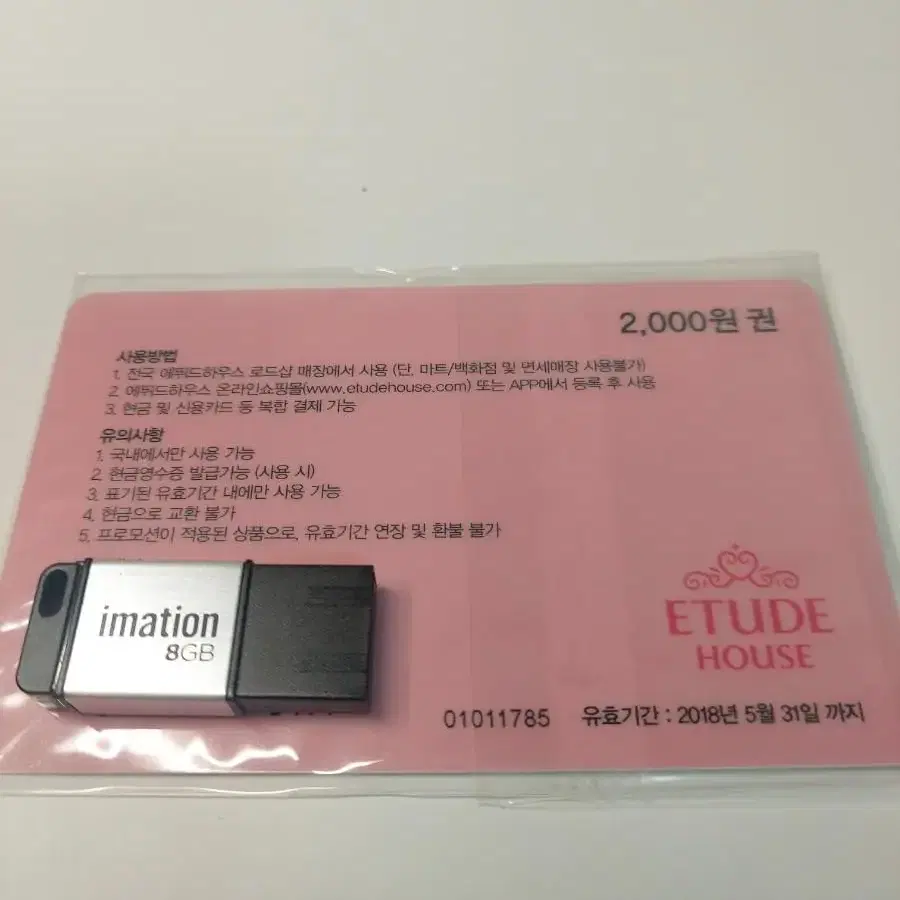 2,000원 권
사용방법
1. 전국 에뛰드하우스 로드샵 매장에서 사용 (단, 마트/백화점 및 면세매장 사용불가)
2. 에뛰드하우스 온라인쇼핑몰(www.etudehouse.com) 또는 APP에서 등록 후 사용
3. 현금 및 신용카드 등 복합 결제 가능
유의사항
1. 국내에서만 사용 가능
2. 현금영수증 발급가능 (사용 시)
3. 표기된 유효기간 내에만 사용 가능
4. 현금으로 교환 불가
5. 프로모션이 적용된 상품으로, 유효기간 연장 및 환불 불가
imation
8GB
ETUDE
HOUSE
01011785 유효기간 : 2018년 5월 31일 까지